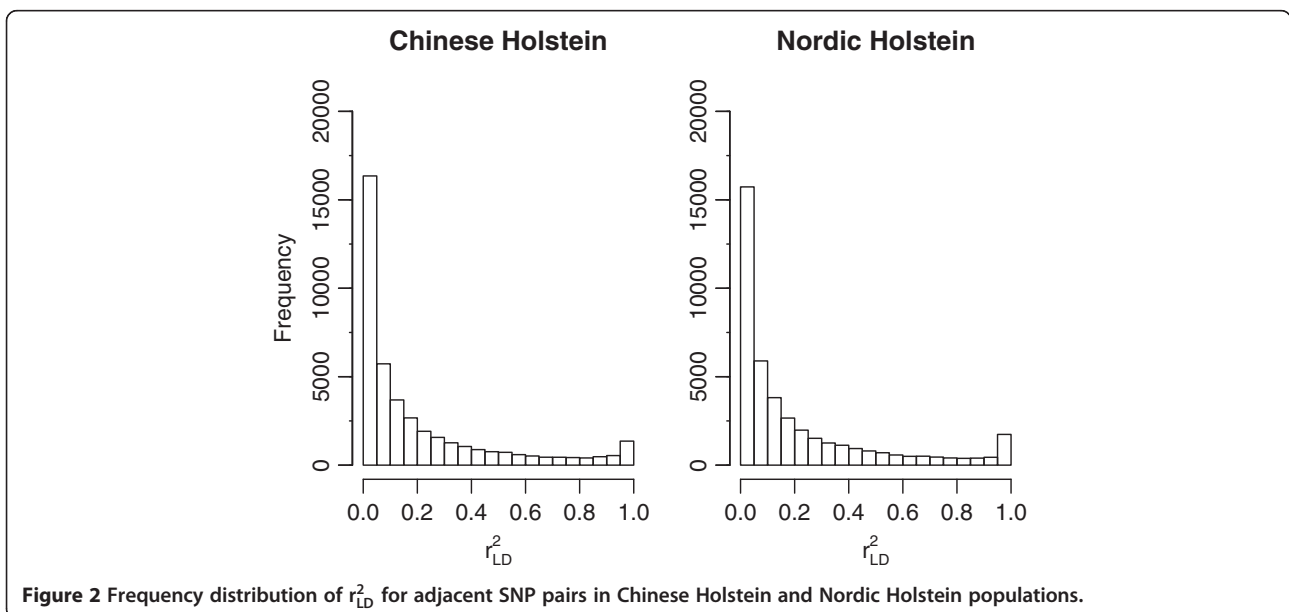 Chinese Holstein
Nordic Holstein
Frequency
20000
15000
10000
5000
0
0.0 0.2 0.4 0.6 0.8 1.0
r²LD
20000
15000
10000
5000
0
0.0 0.2 0.4 0.6 0.8 1.0
r²LD
Figure 2 Frequency distribution of r²LD for adjacent SNP pairs in Chinese Holstein and Nordic Holstein populations.